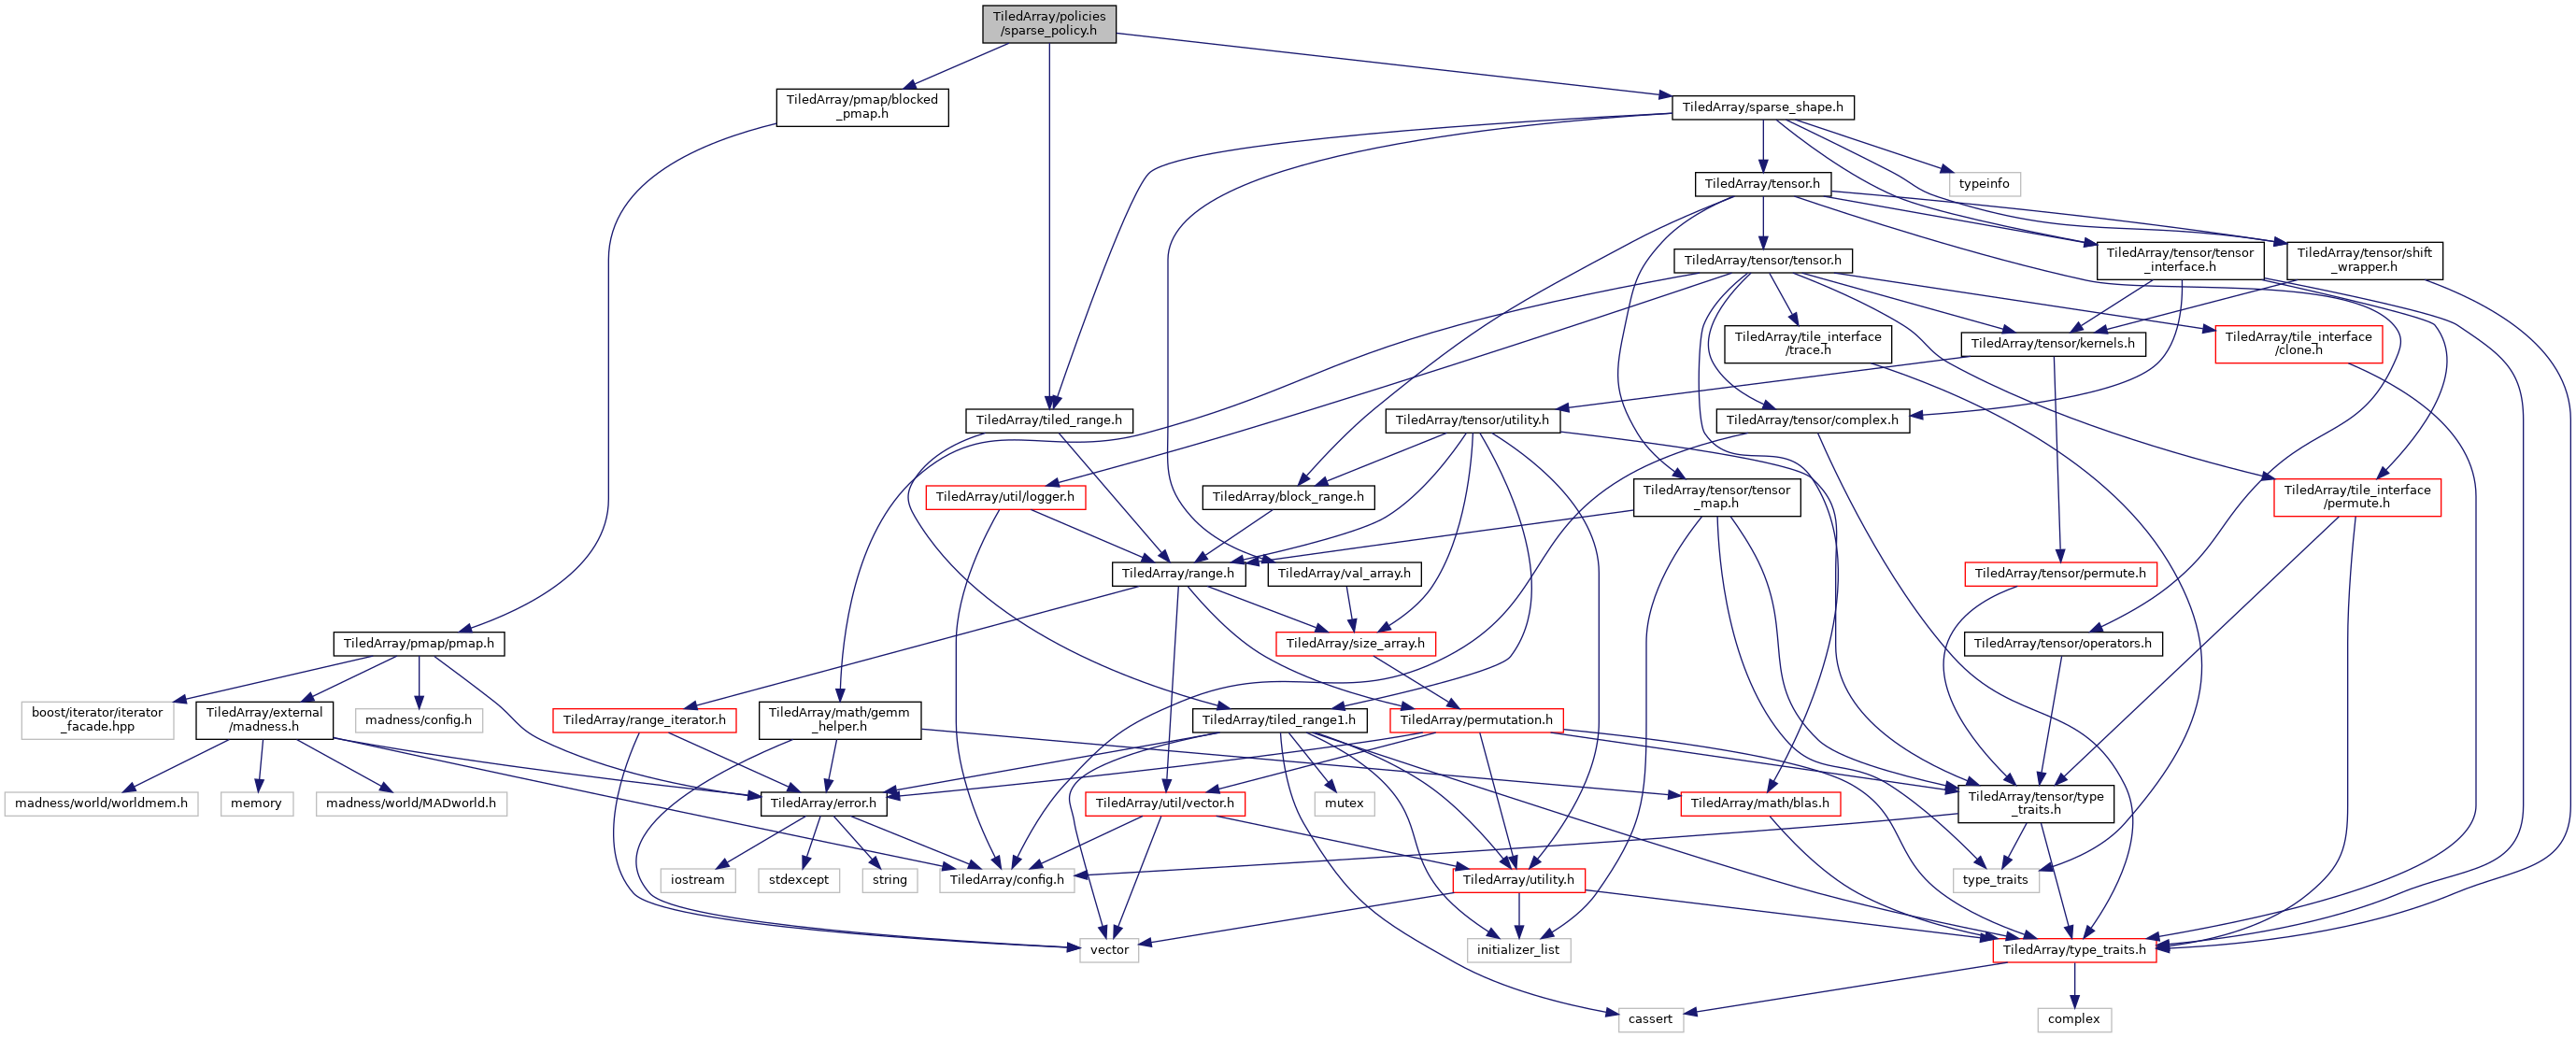 TiledArray/policies
/sparse_policy.h
TiledArray/pmap/blocked
_pmap.h
TiledArray/sparse_shape.h
TiledArray/tensor.h
typeinfo
TiledArray/tensor/tensor.h
TiledArray/tensor/tensor
_interface.h
TiledArray/tensor/shift
_wrapper.h
TiledArray/tile_interface
/trace.h
TiledArray/tensor/kernels.h
TiledArray/tile_interface
/clone.h
TiledArray/tiled_range.h
TiledArray/tensor/utility.h
TiledArray/tensor/complex.h
TiledArray/util/logger.h
TiledArray/block_range.h
TiledArray/tensor/tensor
_map.h
TiledArray/tile_interface
/permute.h
TiledArray/range.h
TiledArray/val_array.h
TiledArray/tensor/permute.h
TiledArray/pmap/pmap.h
TiledArray/size_array.h
TiledArray/tensor/operators.h
boost/iterator/iterator
_facade.hpp
TiledArray/external
/madness.h
madness/config.h
TiledArray/range_iterator.h
TiledArray/math/gemm
_helper.h
TiledArray/tiled_range1.h
TiledArray/permutation.h
madness/world/worldmem.h
memory
madness/world/MADworld.h
TiledArray/error.h
TiledArray/util/vector.h
mutex
TiledArray/math/blas.h
TiledArray/tensor/type
_traits.h
iostream
stdexcept
string
TiledArray/config.h
TiledArray/utility.h
type_traits
vector
initializer_list
TiledArray/type_traits.h
cassert
complex